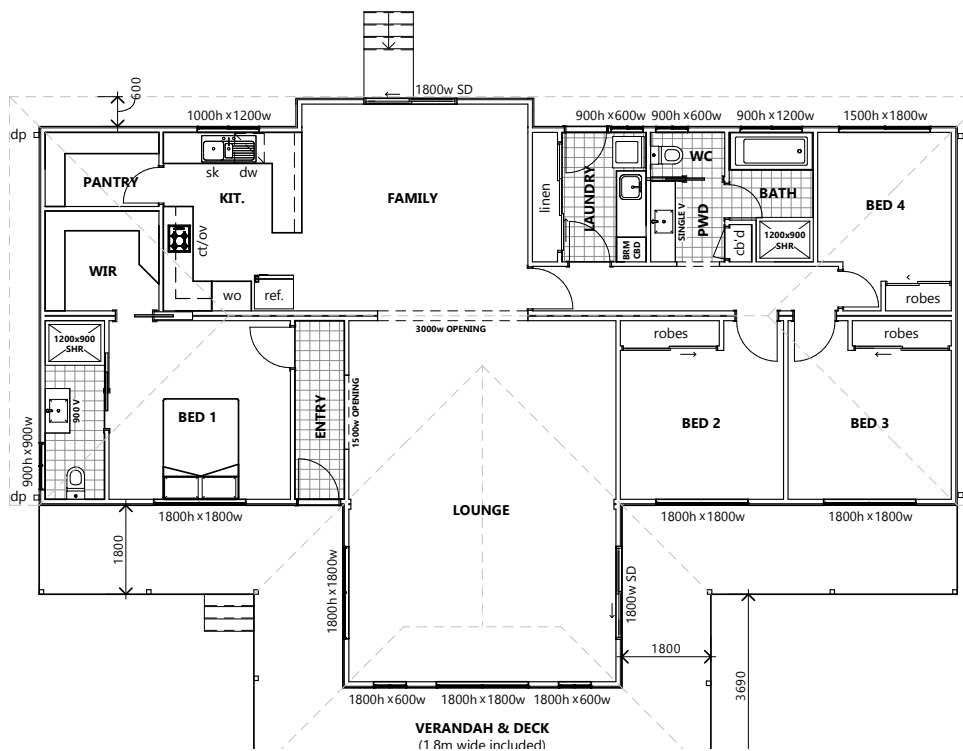 600
1800w SD
1000h x 1200w
900h x 600w
900h x 600w
900h x 1200w
1500h x 1800w
dp
sk
dw
PANTRY
KIT.
FAMILY
linen
LAUNDRY
WC
BATH
SINGLE V
PWD
BED 4
ct/ov
BRM
CBD
cb'd
1200x900
SHR
WIR
wo
ref.
robes
3000w OPENING
1200x900
SHR
robes
robes
900 V
BED 1
ENTRY
1500w OPENING
BED 2
BED 3
900h x 900w
dp
1800h x 1800w
LOUNGE
1800h x 1800w
1800h x 1800w
1800
1800h x 1800w
1800w SD
1800
3690
1800h x 600w
1800h x 1800w
1800h x 600w
VERANDAH & DECK
(1.8m wide included)